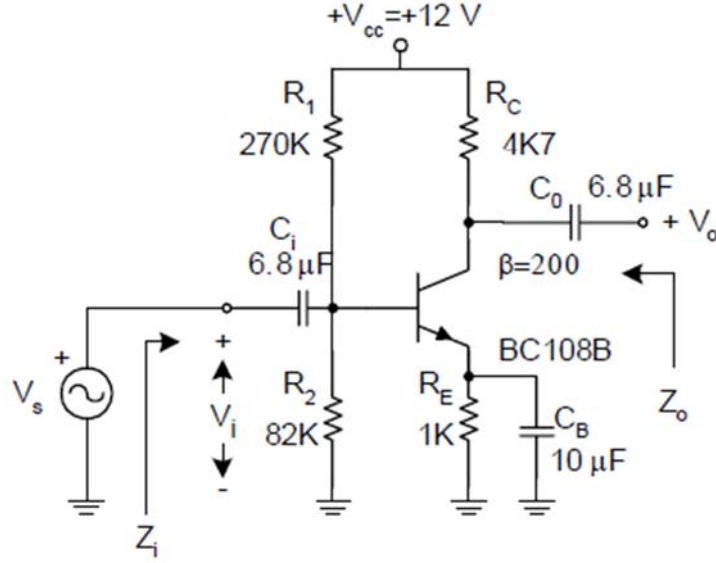 +Vcc=+12 V
R1
270K
RC
4K7
C0
6.8 μF
+ Vo
Ci
6.8 μF
β=200
+
Vs
+
Vi
-
R2
82K
RE
1K
BC108B
CB
10 μF
Zo
Zi